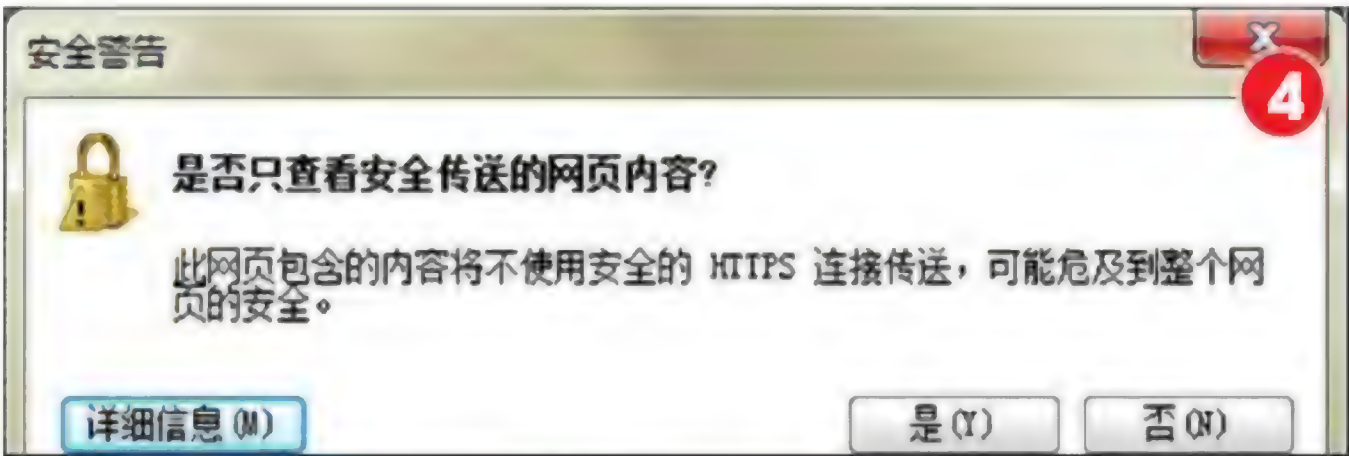 安全警告
4
是否只查看安全传送的网页内容?
此网页包含的内容将不使用安全的 HTTPS 连接传送，可能危及到整个网
页的安全。
详细信息(M)
是(Y)
否(N)